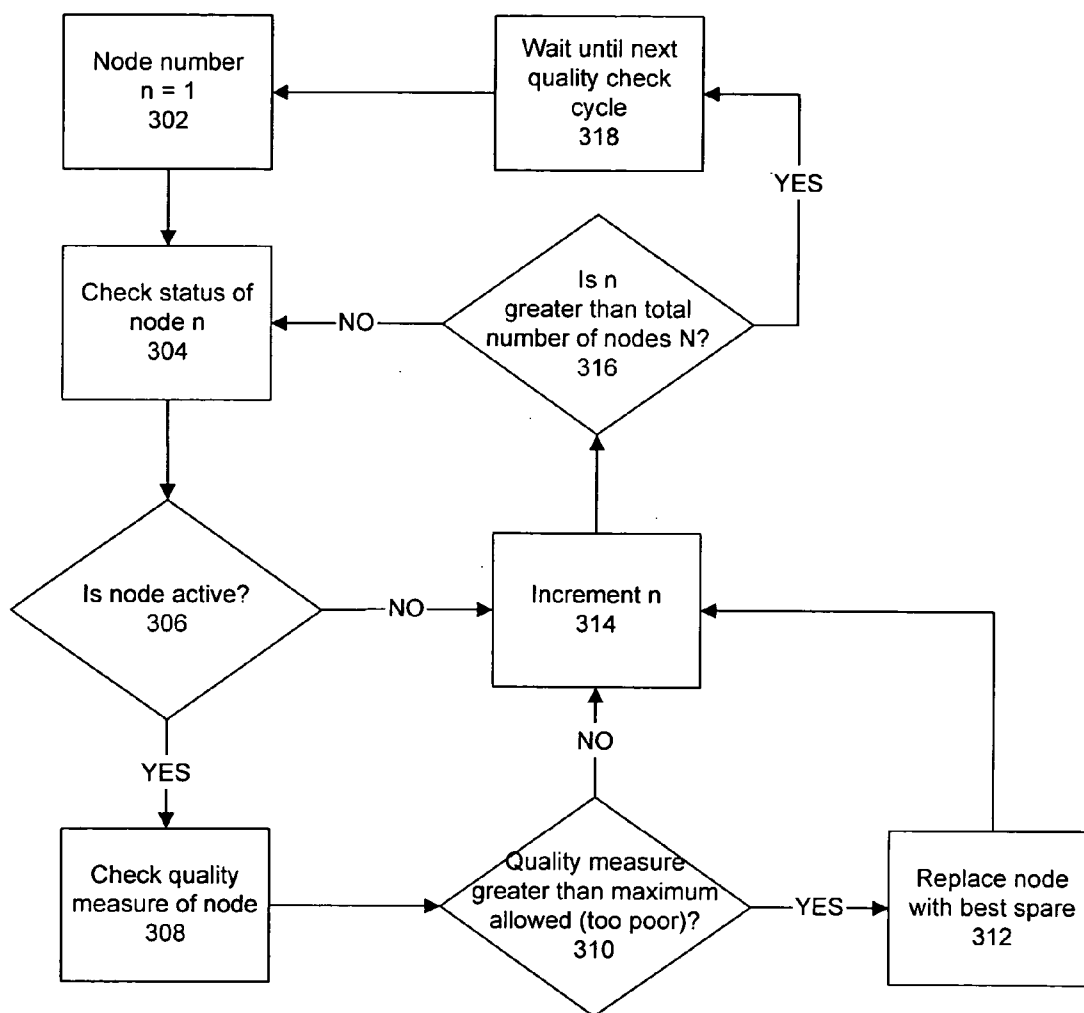 Node number
n = 1
302
Wait until next
quality check
cycle
318
YES
Check status of
node n
304
NO
Is n
greater than total
number of nodes N?
316
Is node active?
306
NO
Increment n
314
YES
NO
Check quality
measure of node
308
Quality measure
greater than maximum
allowed (too poor)?
310
YES
Replace node
with best spare
312